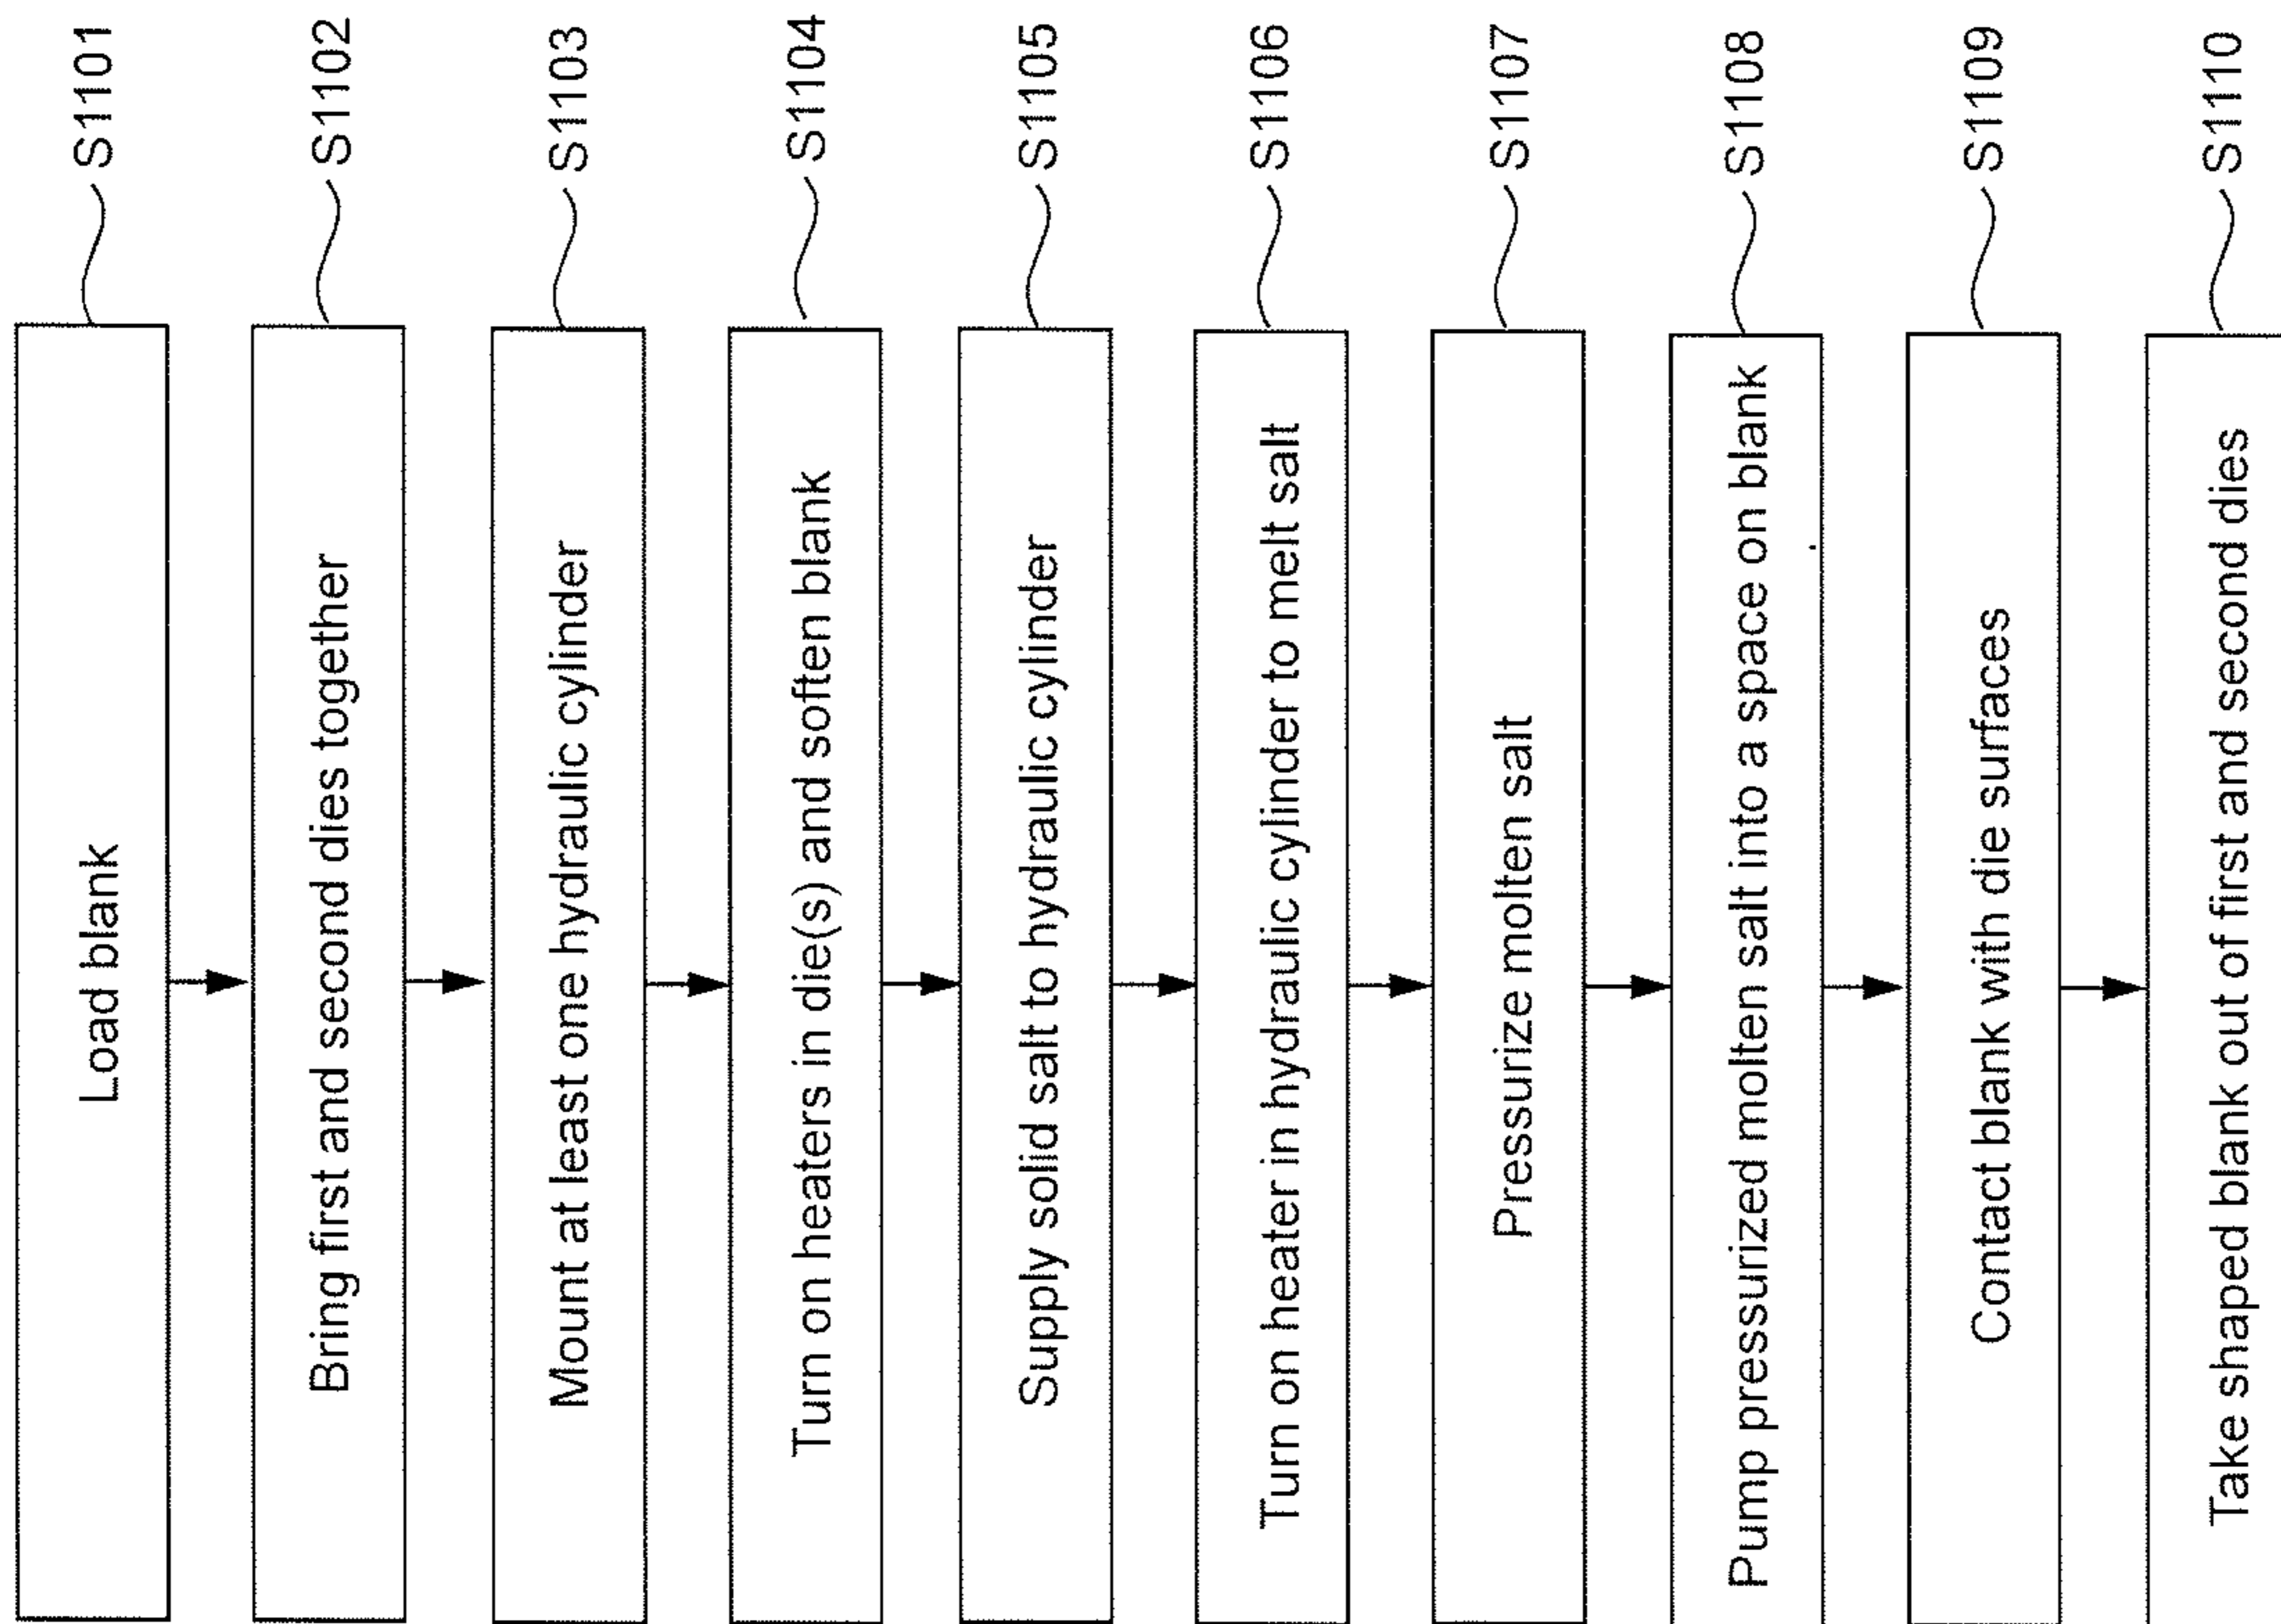 Load blank
S1101
Bring first and second dies together
S1102
Mount at least one hydraulic cylinder
S1103
Turn on heaters in die(s) and soften blank
S1104
Supply solid salt to hydraulic cylinder
S1105
Turn on heater in hydraulic cylinder to melt salt
S1106
Pressurize molten salt
S1107
Pump pressurized molten salt into a space on blank
S1108
Contact blank with die surfaces
S1109
Take shaped blank out of first and second dies
S1110